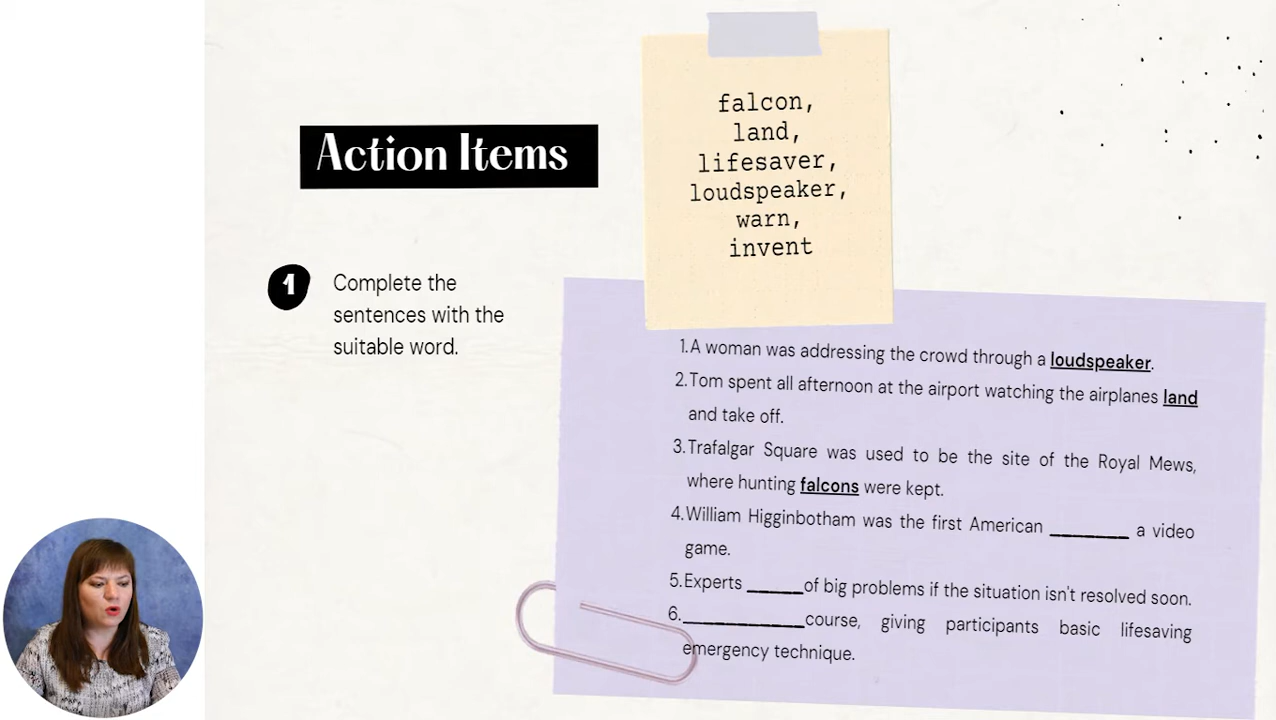 Action Items
falcon,
land,
lifesaver,
loudspeaker,
warn,
invent
1
Complete the
sentences with the
suitable word.
1.A woman was addressing the crowd through a loudspeaker.
2.Tom spent all afternoon at the airport watching the airplanes land
and take off.
3.Trafalgar Square was used to be the site of the Royal Mews,
where hunting falcons were kept.
4.William Higginbotham was the first American ________ a video
game.
5.Experts ______of big problems if the situation isn't resolved soon.
6.____________course, giving participants basic lifesaving
emergency technique.